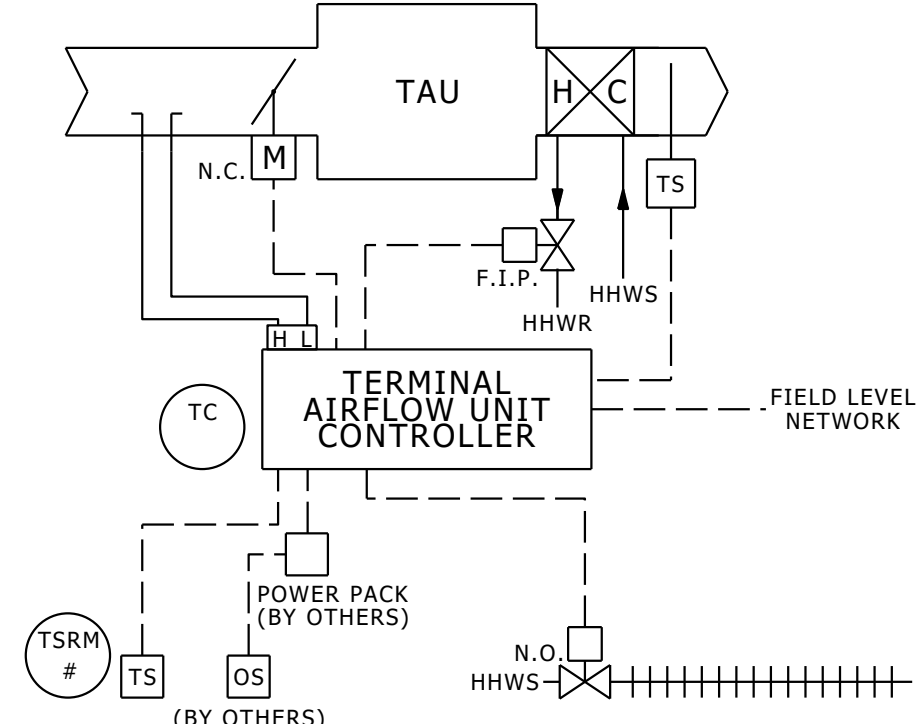 TAU
H C
M
N.C.
TS
F.I.P.
HHWS
HHWR
H L
TERMINAL
AIRFLOW UNIT
CONTROLLER
TC
FIELD LEVEL
NETWORK
POWER PACK
(BY OTHERS)
TSRM
#
TS
OS
(BY OTHERS)
N.O.
HHWS